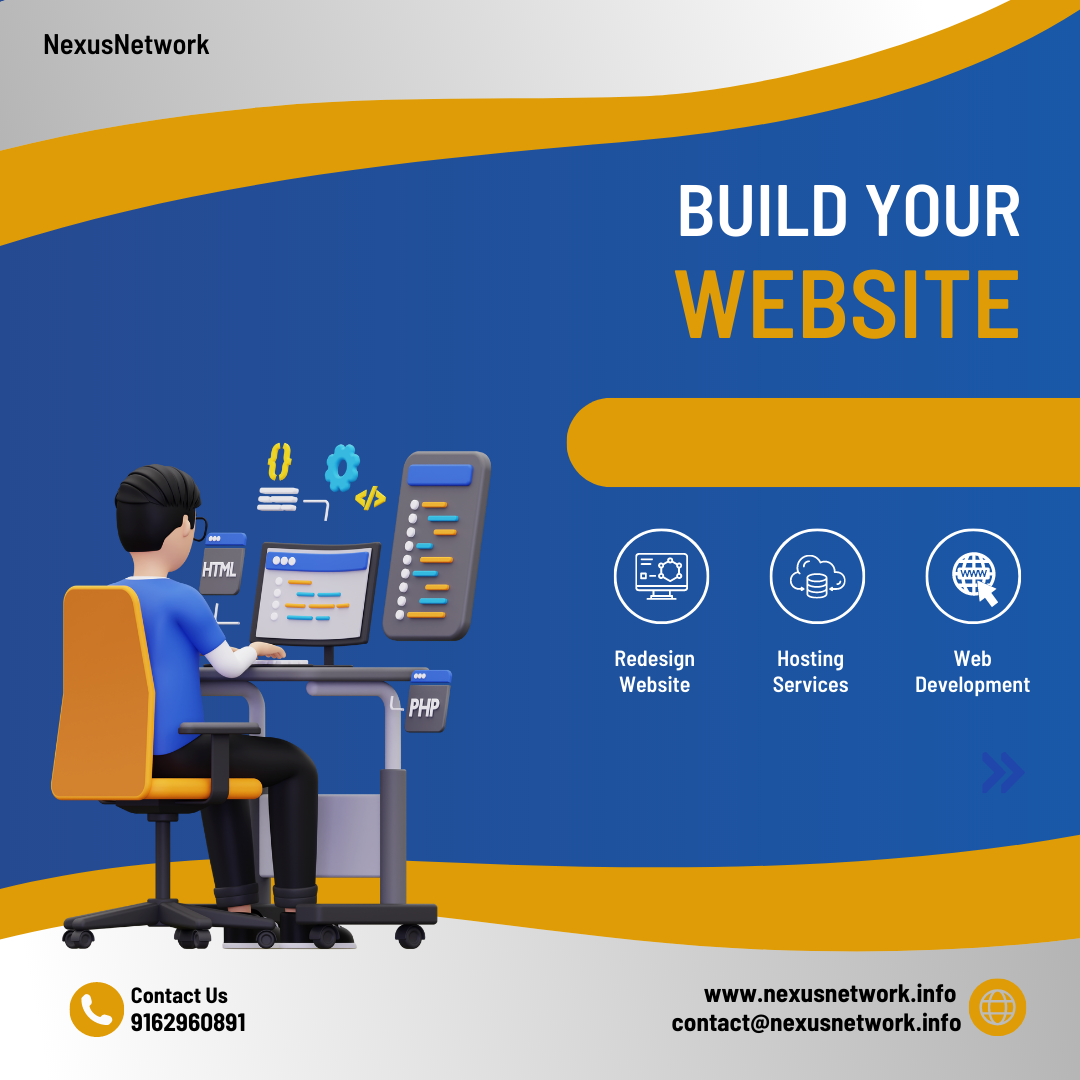 NexusNetwork
BUILD YOUR
WEBSITE
HTML
PHP
WWW
Redesign
Website
Hosting
Services
Web
Development
Contact Us
9162960891
www.nexusnetwork.info
contact@nexusnetwork.info